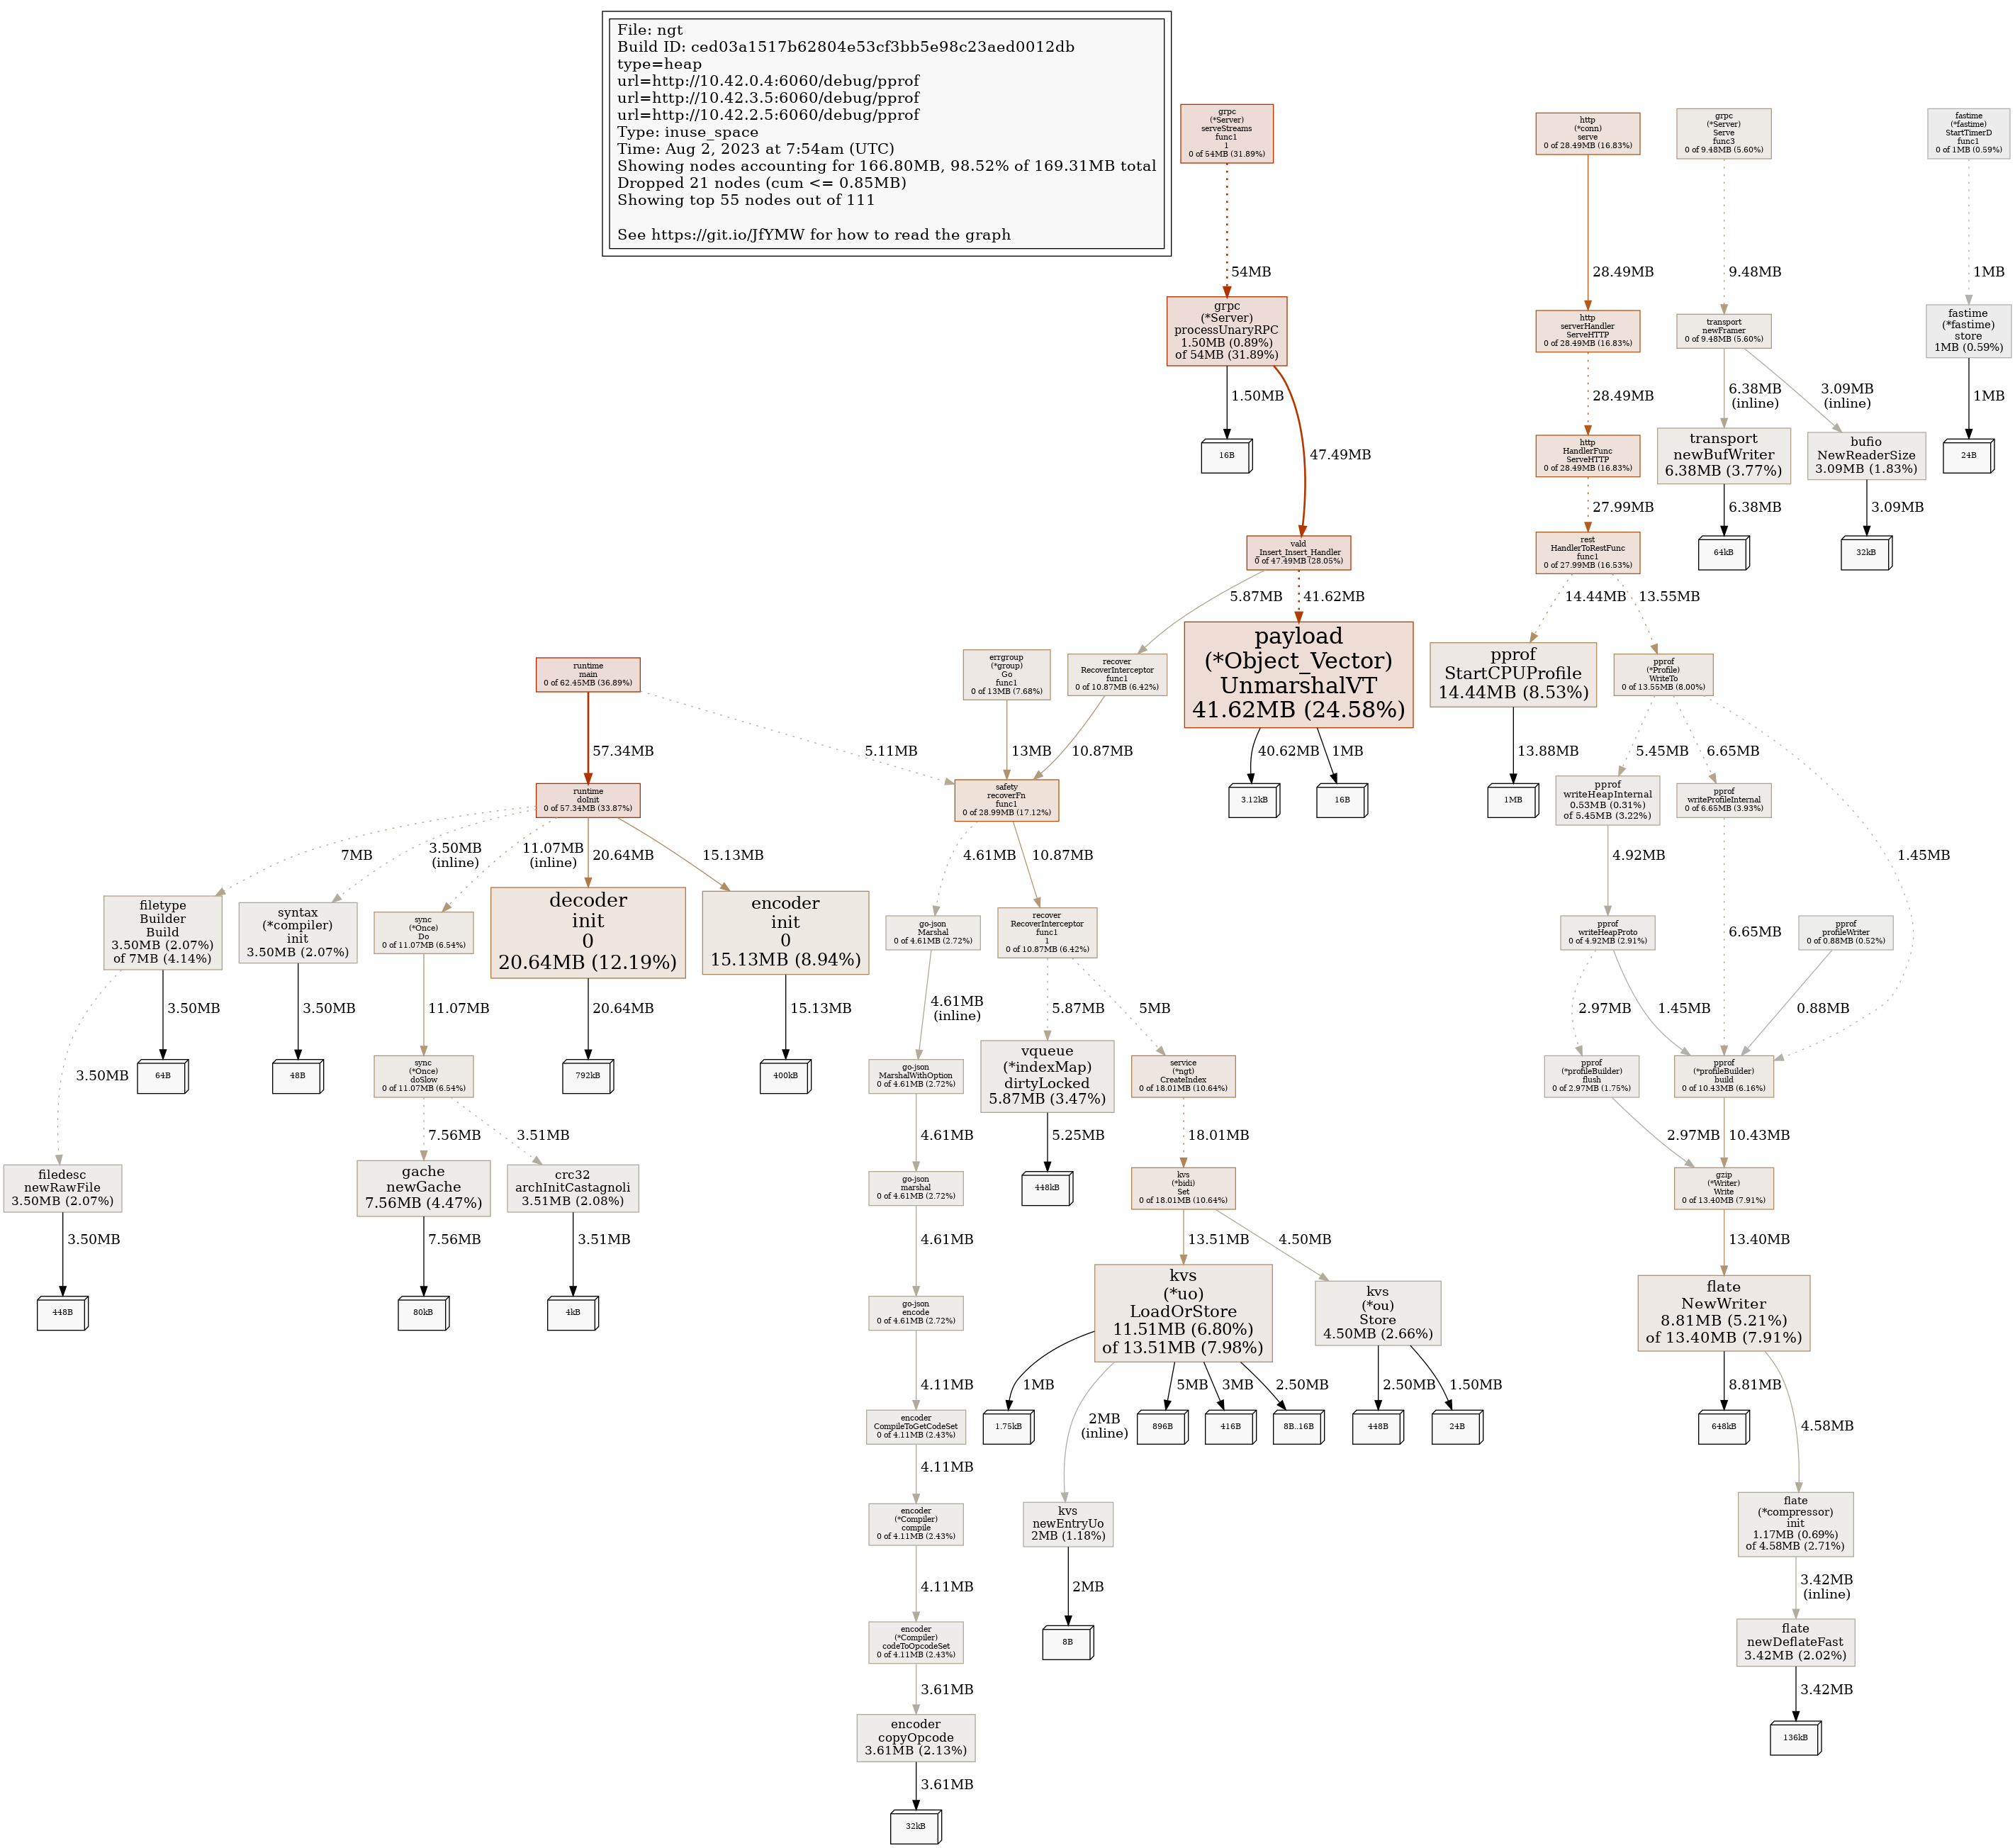 File: ngt
Build ID: ced03a1517b62804e53cf3bb5e98c23aed0012db
type=heap
url=http://10.42.0.4:6060/debug/pprof
url=http://10.42.3.5:6060/debug/pprof
url=http://10.42.2.5:6060/debug/pprof
Type: inuse_space
Time: Aug 2, 2023 at 7:54am (UTC)
Showing nodes accounting for 166.80MB, 98.52% of 169.31MB total
Dropped 21 nodes (cum <= 0.85MB)
Showing top 55 nodes out of 111
See https://git.io/JfYMW for how to read the graph
grpc
(*Server)
serveStreams
func1
1
0 of 54MB (31.89%)
http
(*conn)
serve
0 of 28.49MB (16.83%)
grpc
(*Server)
Serve
func3
0 of 9.48MB (5.60%)
fastime
(*fastime)
StartTimerD
func1
0 of 1MB (0.59%)
54MB
28.49MB
9.48MB
1MB
grpc
(*Server)
processUnaryRPC
1.50MB (0.89%)
of 54MB (31.89%)
http
serverHandler
ServeHTTP
0 of 28.49MB (16.83%)
transport
newFramer
0 of 9.48MB (5.60%)
fastime
(*fastime)
store
1MB (0.59%)
1.50MB
28.49MB
6.38MB
(inline)
3.09MB
(inline)
1MB
16B
47.49MB
http
HandlerFunc
ServeHTTP
0 of 28.49MB (16.83%)
transport
newBufWriter
6.38MB (3.77%)
bufio
NewReaderSize
3.09MB (1.83%)
24B
27.99MB
6.38MB
3.09MB
vald
_Insert_Insert_Handler
0 of 47.49MB (28.05%)
rest
HandlerToRestFunc
func1
0 of 27.99MB (16.53%)
64kB
32kB
5.87MB
41.62MB
14.44MB
13.55MB
runtime
main
0 of 62.45MB (36.89%)
errgroup
(*group)
Go
func1
0 of 13MB (7.68%)
recover
RecoverInterceptor
func1
0 of 10.87MB (6.42%)
payload
(*Object_Vector)
UnmarshalVT
41.62MB (24.58%)
pprof
StartCPUProfile
14.44MB (8.53%)
pprof
(*Profile)
WriteTo
0 of 13.55MB (8.00%)
57.34MB
5.11MB
13MB
10.87MB
40.62MB
1MB
13.88MB
5.45MB
6.65MB
runtime
doInit
0 of 57.34MB (33.87%)
safety
recoverFn
func1
0 of 28.99MB (17.12%)
3.12kB
16B
1MB
pprof
writeHeapInternal
0.53MB (0.31%)
of 5.45MB (3.22%)
pprof
writeProfileInternal
0 of 6.65MB (3.93%)
7MB
3.50MB
(inline)
11.07MB
(inline)
20.64MB
15.13MB
4.61MB
10.87MB
4.92MB
1.45MB
filetype
Builder
Build
3.50MB (2.07%)
of 7MB (4.14%)
syntax
(*compiler)
init
3.50MB (2.07%)
sync
(*Once)
Do
0 of 11.07MB (6.54%)
decoder
init
0
20.64MB (12.19%)
encoder
init
0
15.13MB (8.94%)
go-json
Marshal
0 of 4.61MB (2.72%)
recover
RecoverInterceptor
func1
1
0 of 10.87MB (6.42%)
pprof
writeHeapProto
0 of 4.92MB (2.91%)
6.65MB
pprof
profileWriter
0 of 0.88MB (0.52%)
3.50MB
3.50MB
11.07MB
20.64MB
15.13MB
4.61MB
(inline)
5.87MB
5MB
2.97MB
1.45MB
0.88MB
3.50MB
64B
48B
sync
(*Once)
doSlow
0 of 11.07MB (6.54%)
792kB
400kB
go-json
MarshalWithOption
0 of 4.61MB (2.72%)
vqueue
(*indexMap)
dirtyLocked
5.87MB (3.47%)
service
(*ngt)
CreateIndex
0 of 18.01MB (10.64%)
pprof
(*profileBuilder)
flush
0 of 2.97MB (1.75%)
pprof
(*profileBuilder)
build
0 of 10.43MB (6.16%)
7.56MB
3.51MB
4.61MB
5.25MB
18.01MB
2.97MB
10.43MB
filedesc
newRawFile
3.50MB (2.07%)
gache
newGache
7.56MB (4.47%)
crc32
archInitCastagnoli
3.51MB (2.08%)
go-json
marshal
0 of 4.61MB (2.72%)
448kB
kvs
(*bidi)
Set
0 of 18.01MB (10.64%)
gzip
(*Writer)
Write
0 of 13.40MB (7.91%)
3.50MB
7.56MB
3.51MB
4.61MB
13.51MB
4.50MB
13.40MB
448B
80kB
4kB
go-json
encode
0 of 4.61MB (2.72%)
kvs
(*uo)
LoadOrStore
11.51MB (6.80%)
of 13.51MB (7.98%)
kvs
(*ou)
Store
4.50MB (2.66%)
flate
NewWriter
8.81MB (5.21%)
of 13.40MB (7.91%)
4.11MB
1MB
2MB
(inline)
5MB
3MB
2.50MB
2.50MB
1.50MB
8.81MB
4.58MB
encoder
CompileToGetCodeSet
0 of 4.11MB (2.43%)
1.75kB
896B
416B
8B..16B
448B
24B
648kB
4.11MB
encoder
(*Compiler)
compile
0 of 4.11MB (2.43%)
kvs
newEntryUo
2MB (1.18%)
flate
(*compressor)
init
1.17MB (0.69%)
of 4.58MB (2.71%)
4.11MB
2MB
3.42MB
(inline)
encoder
(*Compiler)
codeToOpcodeSet
0 of 4.11MB (2.43%)
8B
flate
newDeflateFast
3.42MB (2.02%)
3.61MB
3.42MB
encoder
copyOpcode
3.61MB (2.13%)
136kB
3.61MB
32kB
28.49MB